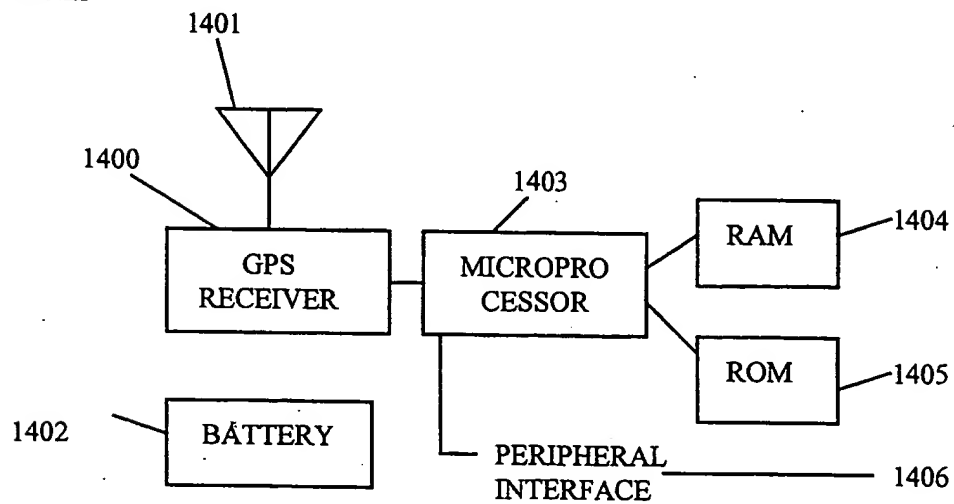 1401
1400
1403
GPS
RECEIVER
MICROPRO
CESSOR
RAM
1404
ROM
1405
1402
BATTERY
PERIPHERAL
INTERFACE
1406